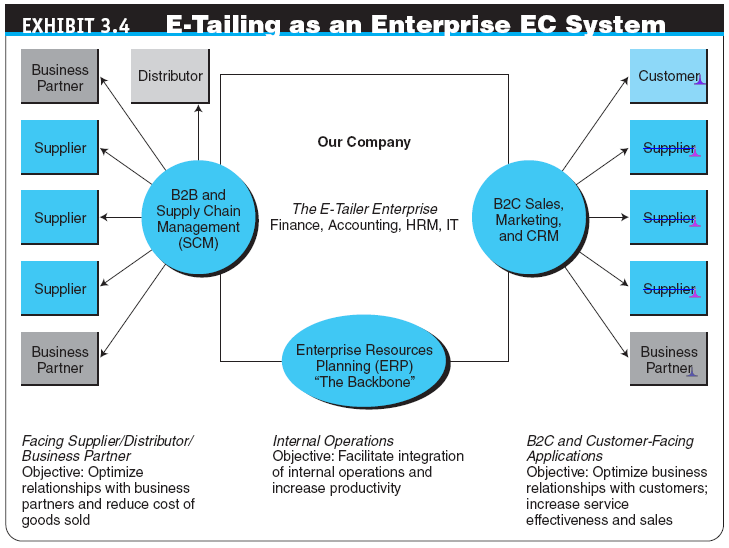 EXHIBIT 3.4 E-Tailing as an Enterprise EC System
Business
Partner
Distributor
Customer
Supplier
Our Company
Supplier
B2B and
Supply Chain
Management
(SCM)
The E-Tailer Enterprise
Finance, Accounting, HRM, IT
B2C Sales,
Marketing,
and CRM
Supplier
Supplier
Supplier
Supplier
Business
Partner
Enterprise Resources
Planning (ERP)
“The Backbone”
Business
Partner
Facing Supplier/Distributor/
Business Partner
Objective: Optimize
relationships with business
partners and reduce cost of
goods sold
Internal Operations
Objective: Facilitate integration
of internal operations and
increase productivity
B2C and Customer-Facing
Applications
Objective: Optimize business
relationships with customers;
increase service
effectiveness and sales